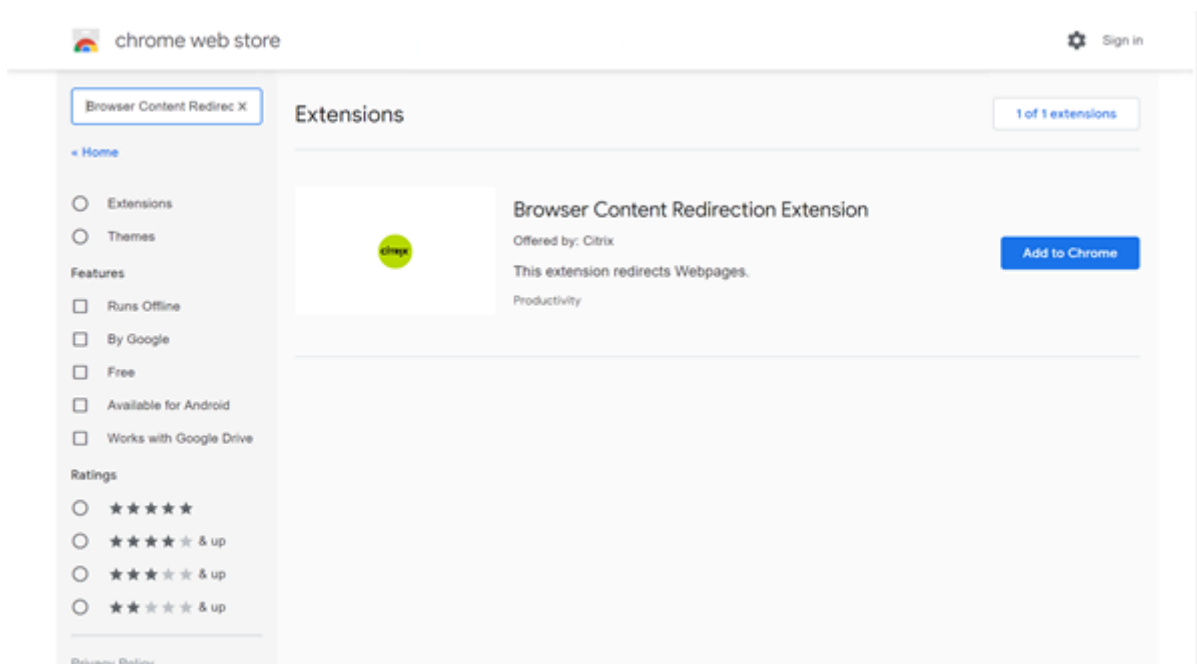 chrome web store
Sign in
Browser Content Redirec ×
Extensions
1 of 1 extensions
« Home
Extensions
Themes
Features
Runs Offline
By Google
Free
Available for Android
Works with Google Drive
Ratings
& up
& up
& up
citrix
Browser Content Redirection Extension
Offered by: Citrix
This extension redirects Webpages.
Productivity
Add to Chrome
Privacy Policy